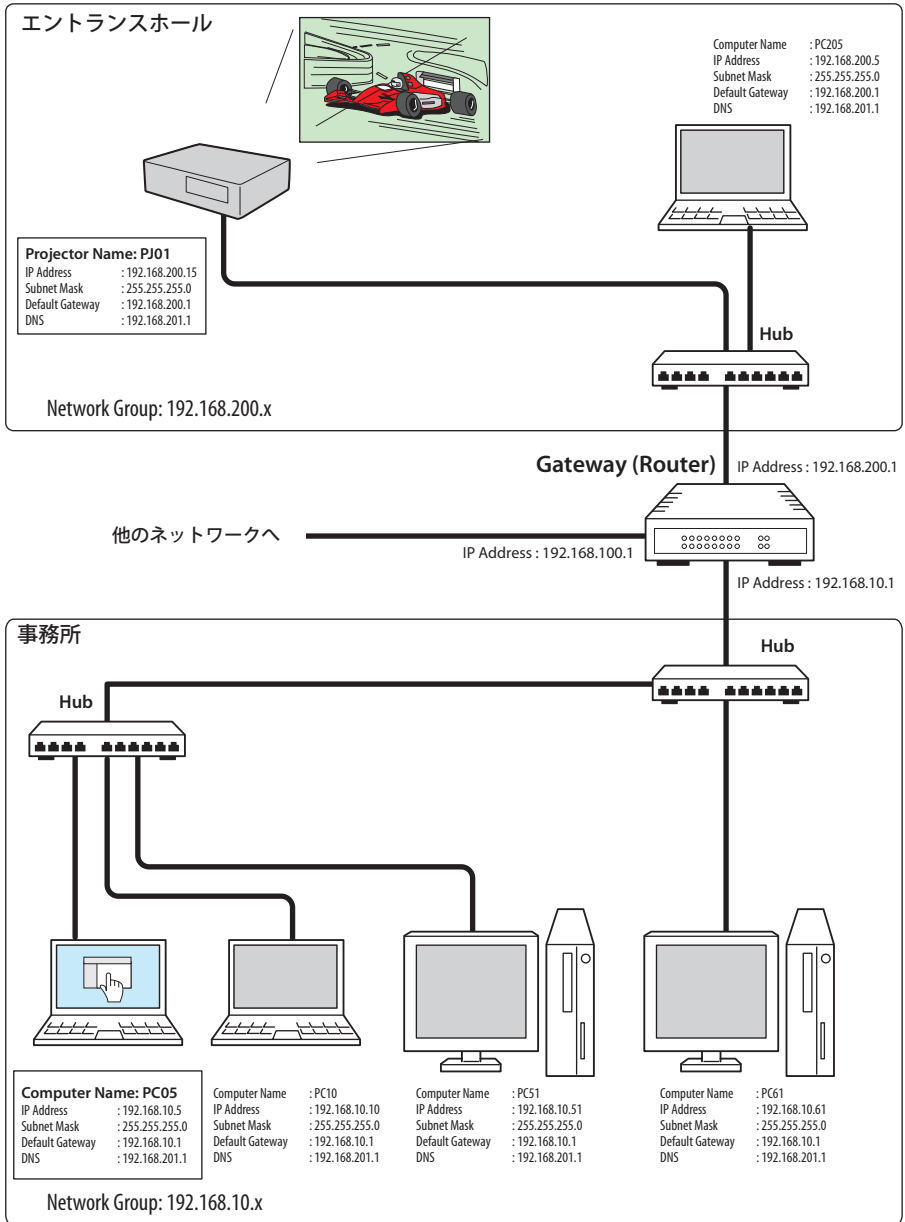 エントランスホール
Computer Name : PC205
IP Address : 192.168.200.5
Subnet Mask : 255.255.255.0
Default Gateway : 192.168.200.1
DNS : 192.168.201.1
Projector Name: PJ01
IP Address : 192.168.200.15
Subnet Mask : 255.255.255.0
Default Gateway : 192.168.200.1
DNS : 192.168.201.1
Hub
Network Group: 192.168.200.x
Gateway (Router)
IP Address : 192.168.200.1
他のネットワークへ
IP Address : 192.168.100.1
IP Address : 192.168.10.1
事務所
Hub
Hub
Computer Name: PC05
IP Address : 192.168.10.5
Subnet Mask : 255.255.255.0
Default Gateway : 192.168.10.1
DNS : 192.168.201.1
Computer Name : PC10
IP Address : 192.168.10.10
Subnet Mask : 255.255.255.0
Default Gateway : 192.168.10.1
DNS : 192.168.201.1
Computer Name : PC51
IP Address : 192.168.10.51
Subnet Mask : 255.255.255.0
Default Gateway : 192.168.10.1
DNS : 192.168.201.1
Computer Name : PC61
IP Address : 192.168.10.61
Subnet Mask : 255.255.255.0
Default Gateway : 192.168.10.1
DNS : 192.168.201.1
Network Group: 192.168.10.x